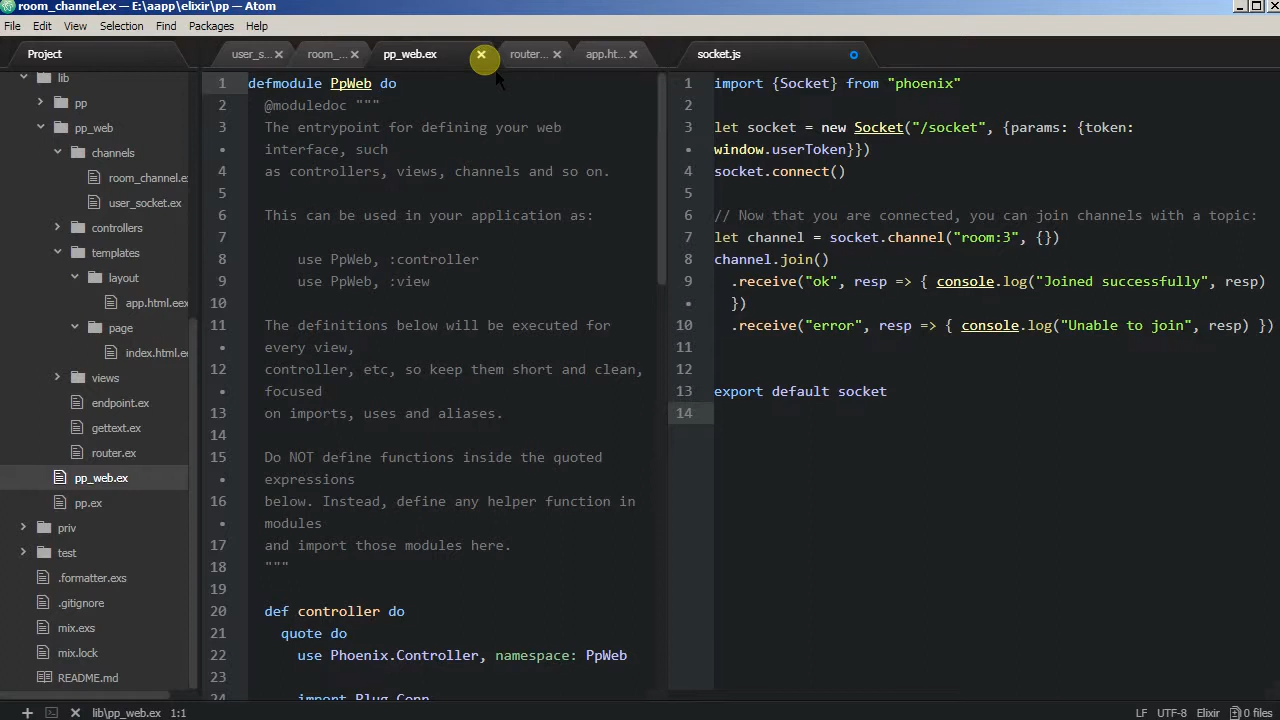 room_channel.ex — E:\aapp\elixir\pp — Atom
File Edit View Selection Find Packages Help
Project
lib
pp
pp_web
channels
room_channel.ex
user_socket.ex
controllers
templates
layout
app.html.eex
page
index.html.ee
views
endpoint.ex
gettext.ex
router.ex
pp_web.ex
pp.ex
priv
test
.formatter.exs
.gitignore
mix.exs
mix.lock
README.md
user_s... room_... pp_web.ex router... app.ht...
1 defmodule PpWeb do
2 @moduledoc """
3 The entrypoint for defining your web
• interface, such
4 as controllers, views, channels and so on.
5
6 This can be used in your application as:
7
8 use PpWeb, :controller
9 use PpWeb, :view
10
11 The definitions below will be executed for
• every view,
12 controller, etc, so keep them short and clean,
• focused
13 on imports, uses and aliases.
14
15 Do NOT define functions inside the quoted
• expressions
16 below. Instead, define any helper function in
• modules
17 and import those modules here.
18 """
19
20 def controller do
21 quote do
22 use Phoenix.Controller, namespace: PpWeb
23
24 import Plug.Conn
socket.js
1 import {Socket} from "phoenix"
2
3 let socket = new Socket("/socket", {params: {token:
• window.userToken}})
4 socket.connect()
5
6 // Now that you are connected, you can join channels with a topic:
7 let channel = socket.channel("room:3", {})
8 channel.join()
9 .receive("ok", resp => { console.log("Joined successfully", resp)
• })
10 .receive("error", resp => { console.log("Unable to join", resp) })
11
12
13 export default socket
14
lib\pp_web.ex 1:1
LF UTF-8 Elixir 0 files